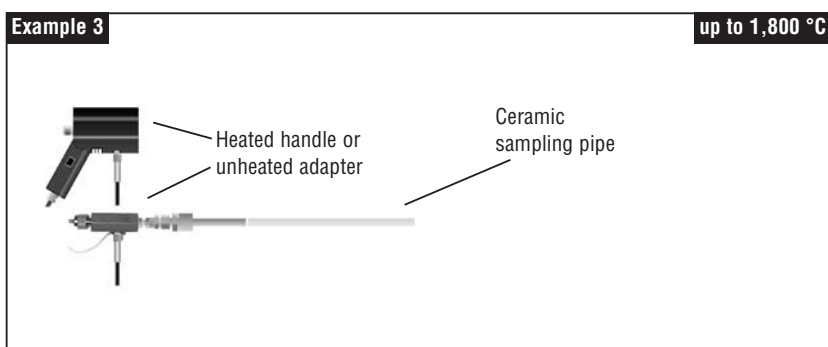 Example 3
up to 1,800 °C
Heated handle or
unheated adapter
Ceramic
sampling pipe